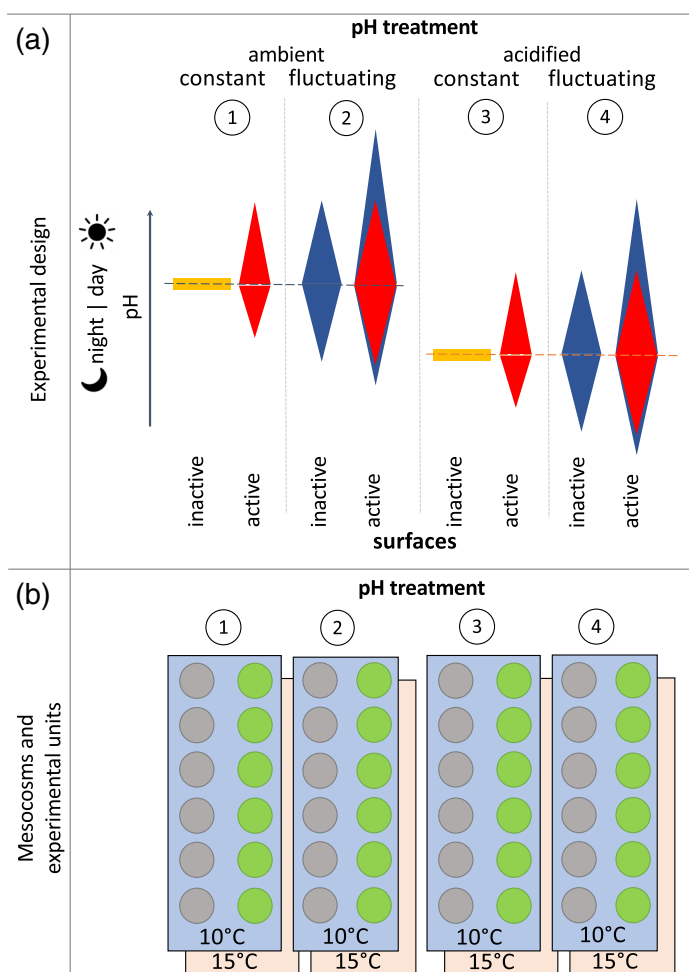 (a)
pH treatment
ambient acidified
constant fluctuating constant fluctuating
1 2 3 4
Experimental design
night | day
pH
inactive active inactive active inactive active inactive active
surfaces
(b)
pH treatment
1 2 3 4
Mesocosms and
experimental units
10°C 10°C 10°C 10°C
15°C 15°C 15°C 15°C